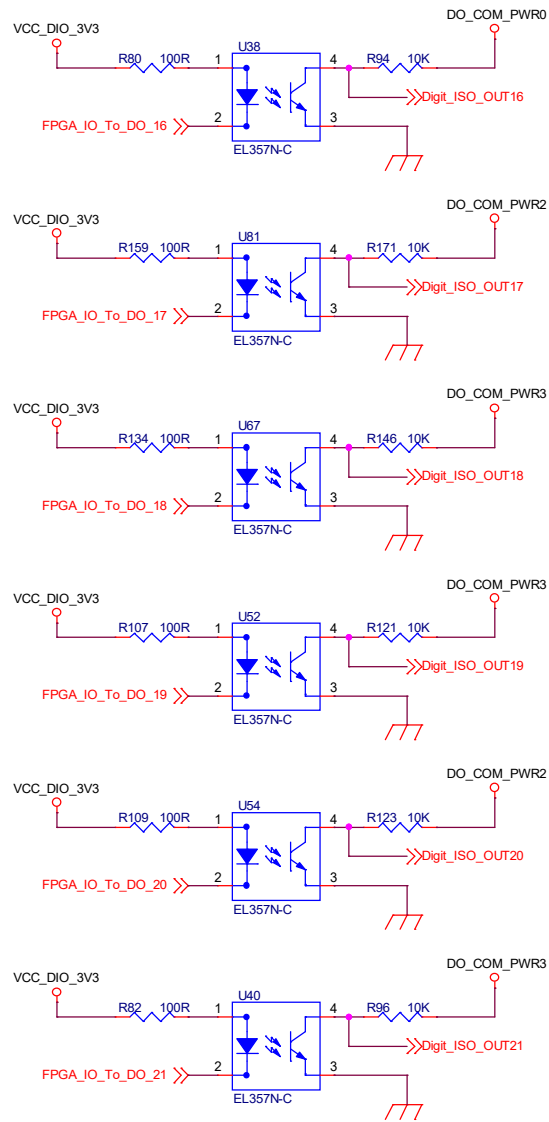 DO_COM_PWR0
VCC_DIO_3V3
U38
R80 100R 1 4 R94 10K
Digit_ISO_OUT16
FPGA_IO_To_DO_16 2 3
EL357N-C
DO_COM_PWR2
VCC_DIO_3V3
U81
R159 100R 1 4 R171 10K
Digit_ISO_OUT17
FPGA_IO_To_DO_17 2 3
EL357N-C
DO_COM_PWR3
VCC_DIO_3V3
U67
R134 100R 1 4 R146 10K
Digit_ISO_OUT18
FPGA_IO_To_DO_18 2 3
EL357N-C
DO_COM_PWR3
VCC_DIO_3V3
U52
R107 100R 1 4 R121 10K
Digit_ISO_OUT19
FPGA_IO_To_DO_19 2 3
EL357N-C
DO_COM_PWR2
VCC_DIO_3V3
U54
R109 100R 1 4 R123 10K
Digit_ISO_OUT20
FPGA_IO_To_DO_20 2 3
EL357N-C
DO_COM_PWR3
VCC_DIO_3V3
U40
R82 100R 1 4 R96 10K
Digit_ISO_OUT21
FPGA_IO_To_DO_21 2 3
EL357N-C